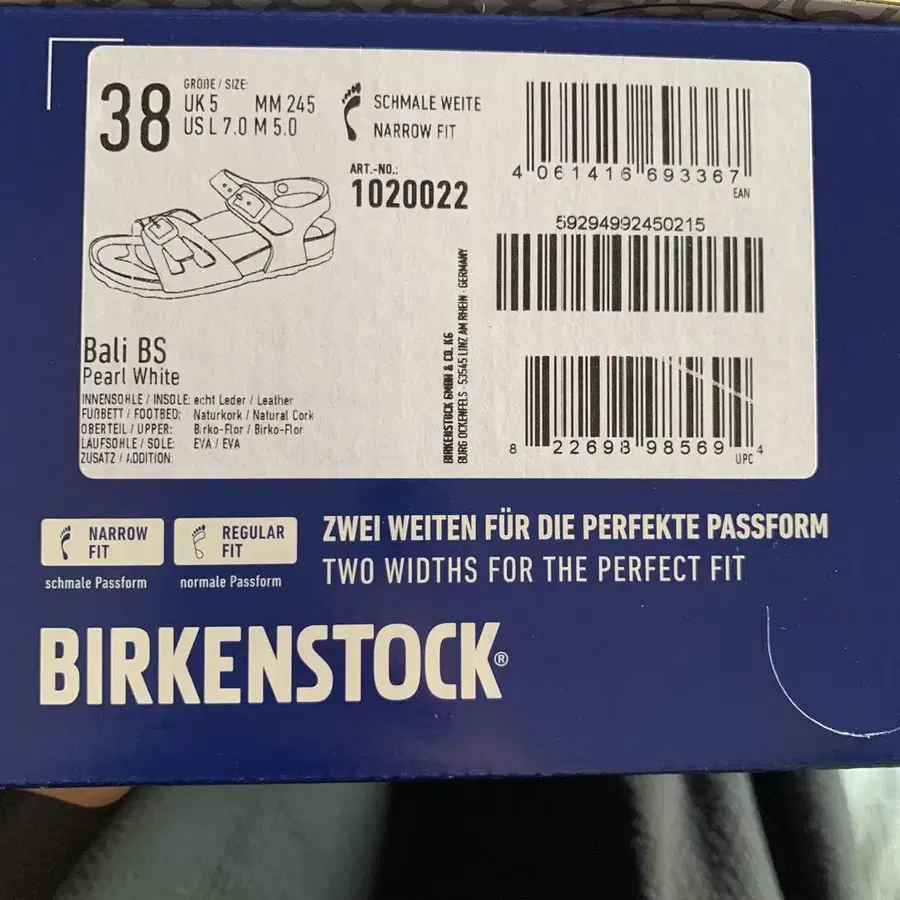 38
GRÖßE / SIZE:
UK 5 MM 245
US L 7.0 M 5.0
SCHMALE WEITE
NARROW FIT
ART.-NO.:
1020022
4 061416 693367
EAN
59294992450215
8 22698 98569 4
UPC
Bali BS
Pearl White
INNENSOHLE / INSOLE: echt Leder / Leather
FUßBETT / FOOTBED: Naturkork / Natural Cork
OBERTEIL / UPPER: Birko-Flor / Birko-Flor
LAUFSOHLE / SOLE: EVA / EVA
ZUSATZ / ADDITION:
BIRKENSTOCK GMBH & CO. KG
BURG OCKENFELS · 53545 LINZ AM RHEIN · GERMANY
NARROW FIT
schmale Passform
REGULAR FIT
normale Passform
ZWEI WEITEN FÜR DIE PERFEKTE PASSFORM
TWO WIDTHS FOR THE PERFECT FIT
BIRKENSTOCK®